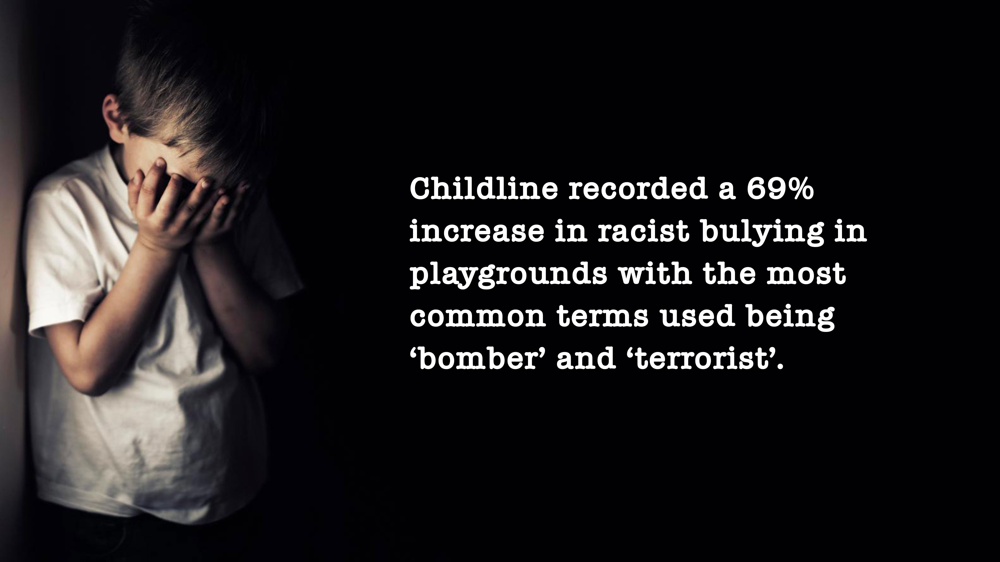 Childline recorded a 69%
increase in racist bulying in
playgrounds with the most
common terms used being
‘bomber’ and ‘terrorist’.